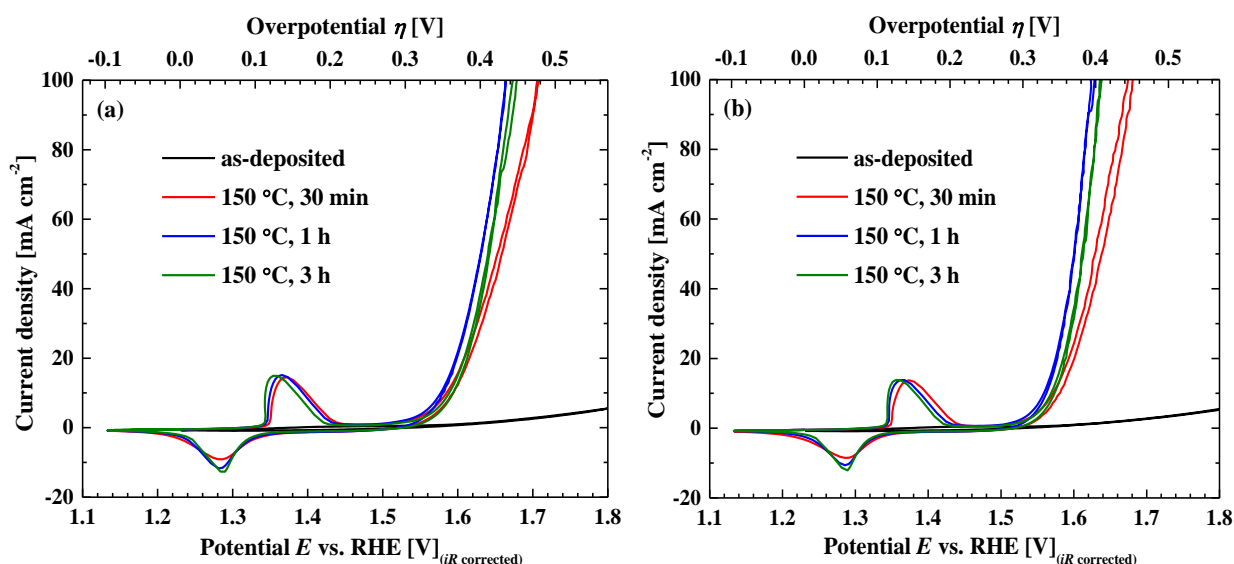 Overpotential η [V]
-0.1 0.0 0.1 0.2 0.3 0.4 0.5
100
80
60
40
20
0
-20
Current density [mA cm-2]
(a)
as-deposited
150 °C, 30 min
150 °C, 1 h
150 °C, 3 h
1.1 1.2 1.3 1.4 1.5 1.6 1.7 1.8
Potential E vs. RHE [V](iR corrected)
Overpotential η [V]
-0.1 0.0 0.1 0.2 0.3 0.4 0.5
100
80
60
40
20
0
-20
Current density [mA cm-2]
(b)
as-deposited
150 °C, 30 min
150 °C, 1 h
150 °C, 3 h
1.1 1.2 1.3 1.4 1.5 1.6 1.7 1.8
Potential E vs. RHE [V](iR corrected)